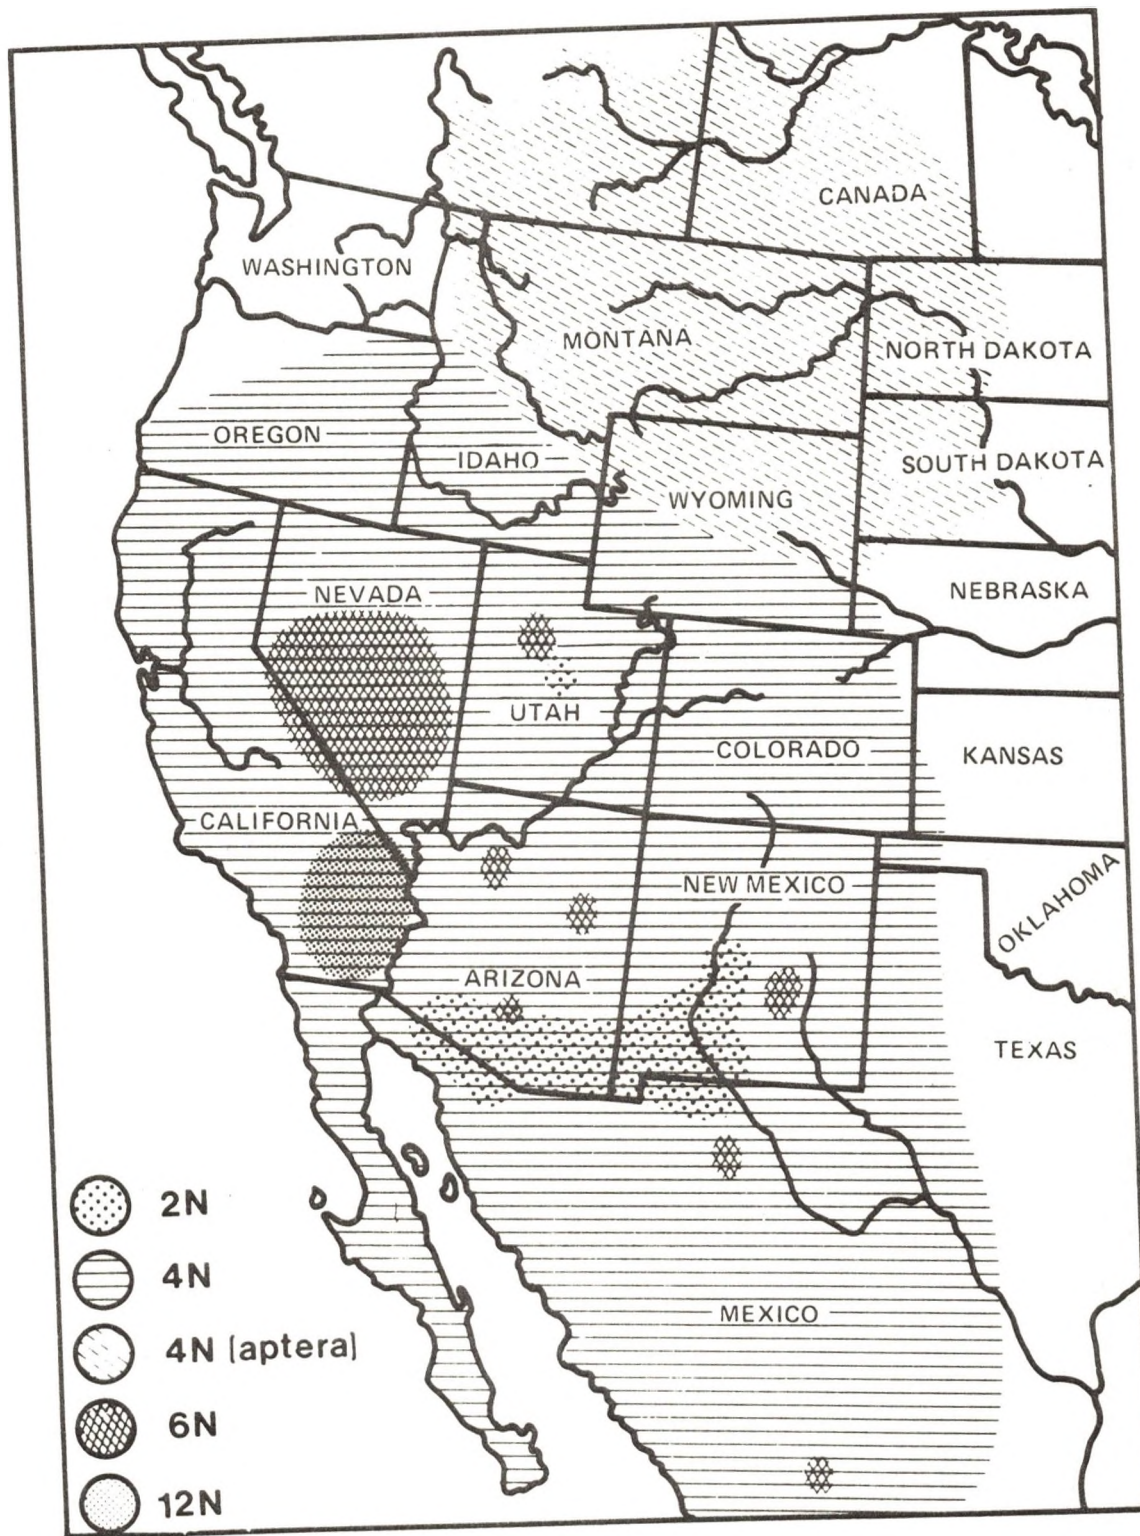 CANADA
WASHINGTON
MONTANA
NORTH DAKOTA
OREGON
IDAHO
SOUTH DAKOTA
WYOMING
NEVADA
NEBRASKA
UTAH
COLORADO
KANSAS
CALIFORNIA
NEW MEXICO
OKLAHOMA
ARIZONA
TEXAS
MEXICO
2N
4N
4N (aptera)
6N
12N